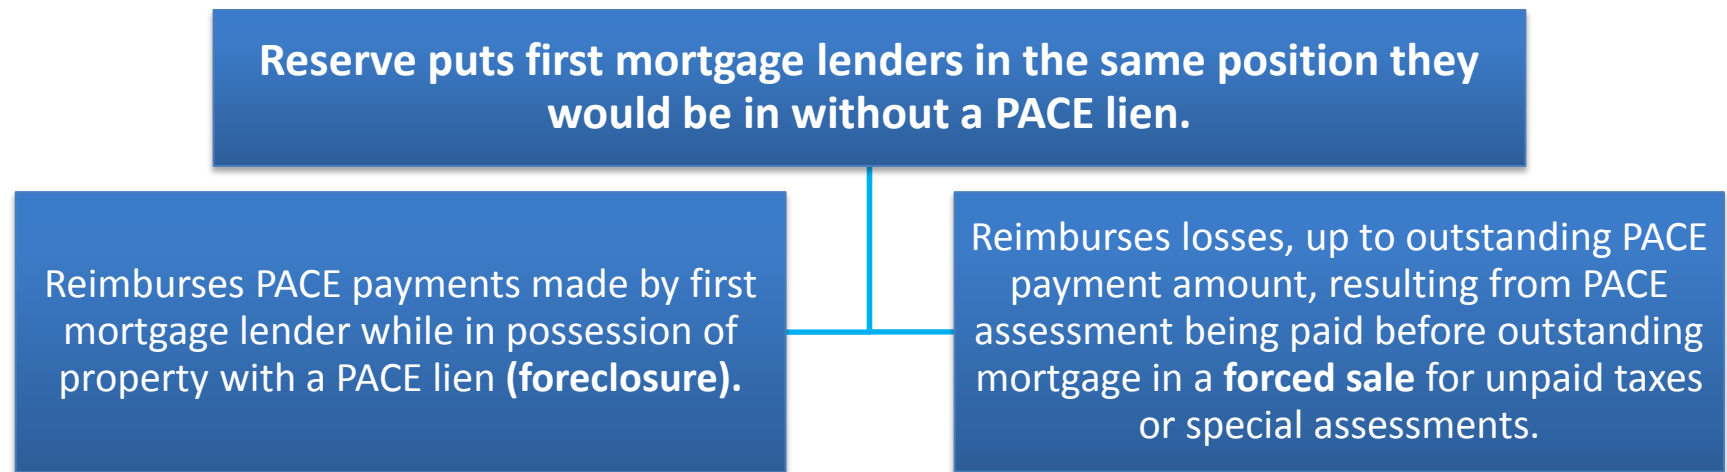 Reserve puts first mortgage lenders in the same position they
would be in without a PACE lien.
Reimburses PACE payments made by first
mortgage lender while in possession of
property with a PACE lien (foreclosure).
Reimburses losses, up to outstanding PACE
payment amount, resulting from PACE
assessment being paid before outstanding
mortgage in a forced sale for unpaid taxes
or special assessments.